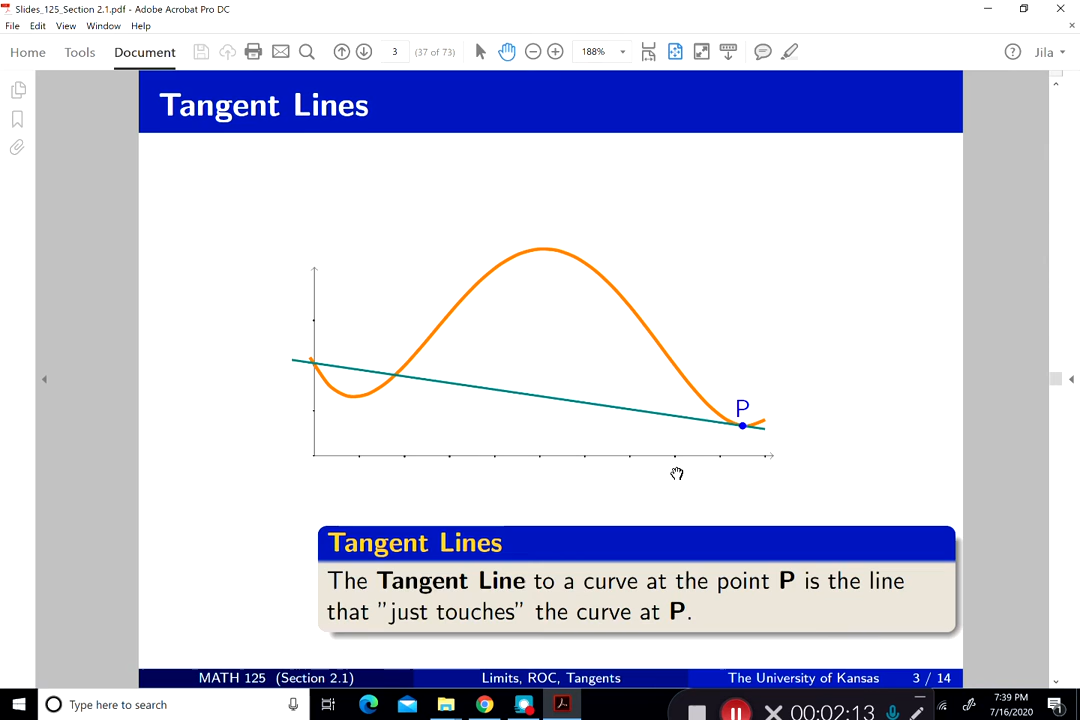 Slides_125_Section 2.1.pdf - Adobe Acrobat Pro DC
File Edit View Window Help
Home Tools Document 3 (37 of 73) 188% Jila
Tangent Lines
P
Tangent Lines
The Tangent Line to a curve at the point P is the line
that "just touches" the curve at P.
MATH 125 (Section 2.1) Limits, ROC, Tangents The University of Kansas 3 / 14
Type here to search 00:02:13 7:39 PM
7/16/2020 1